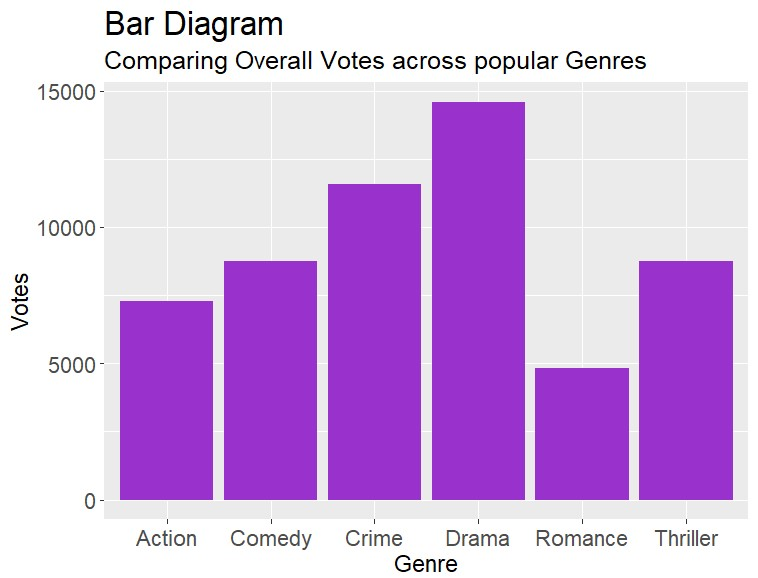 Bar Diagram
Comparing Overall Votes across popular Genres
15000
10000
5000
0
Votes
Action Comedy Crime Drama Romance Thriller
Genre